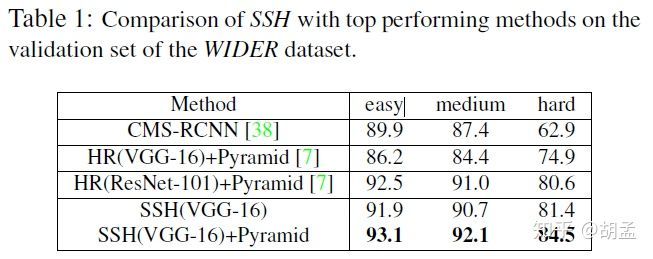 Table 1: Comparison of SSH with top performing methods on the
validation set of the WIDER dataset.
Method easy medium hard
CMS-RCNN [38] 89.9 87.4 62.9
HR(VGG-16)+Pyramid [7] 86.2 84.4 74.9
HR(ResNet-101)+Pyramid [7] 92.5 91.0 80.6
SSH(VGG-16) 91.9 90.7 81.4
SSH(VGG-16)+Pyramid 93.1 92.1 84.5
知乎 @胡孟